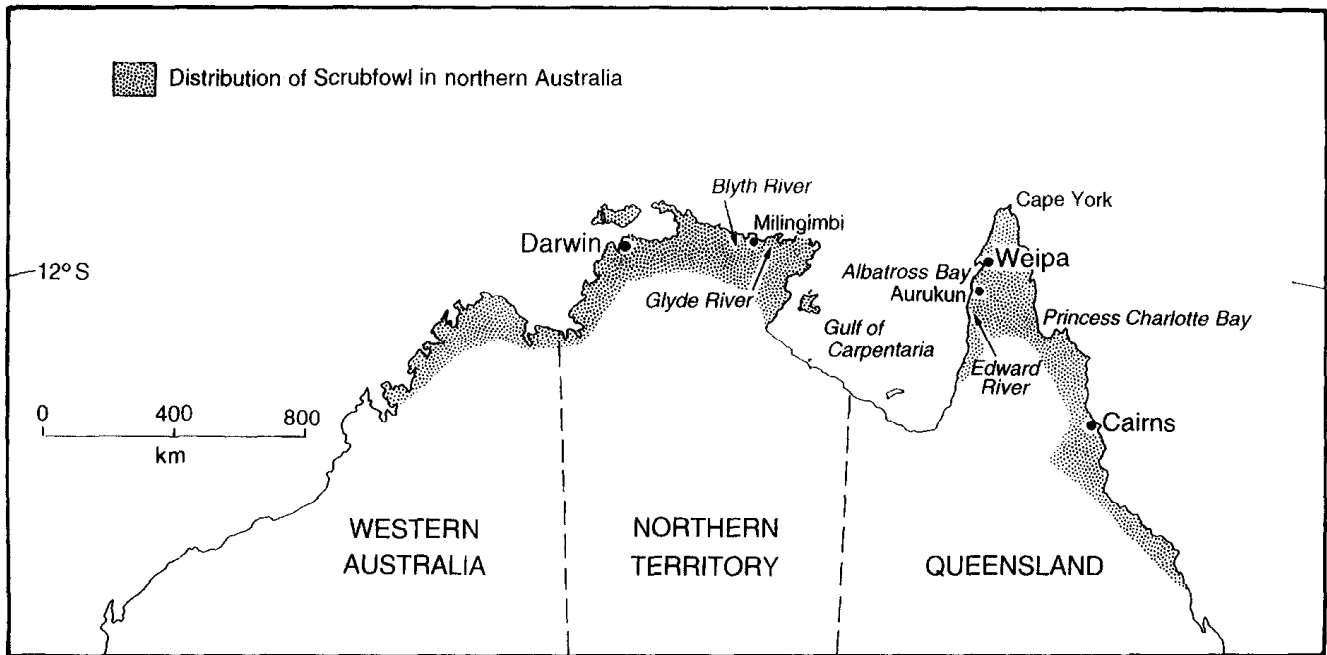 Distribution of Scrubfowl in northern Australia
Blyth River
Cape York
Milingimbi
Darwin
Weipa
12° S
Albatross Bay
Aurukun
Glyde River
Princess Charlotte Bay
Gulf of
Carpentaria
Edward
River
0 400 800
km
Cairns
WESTERN
AUSTRALIA
NORTHERN
TERRITORY
QUEENSLAND